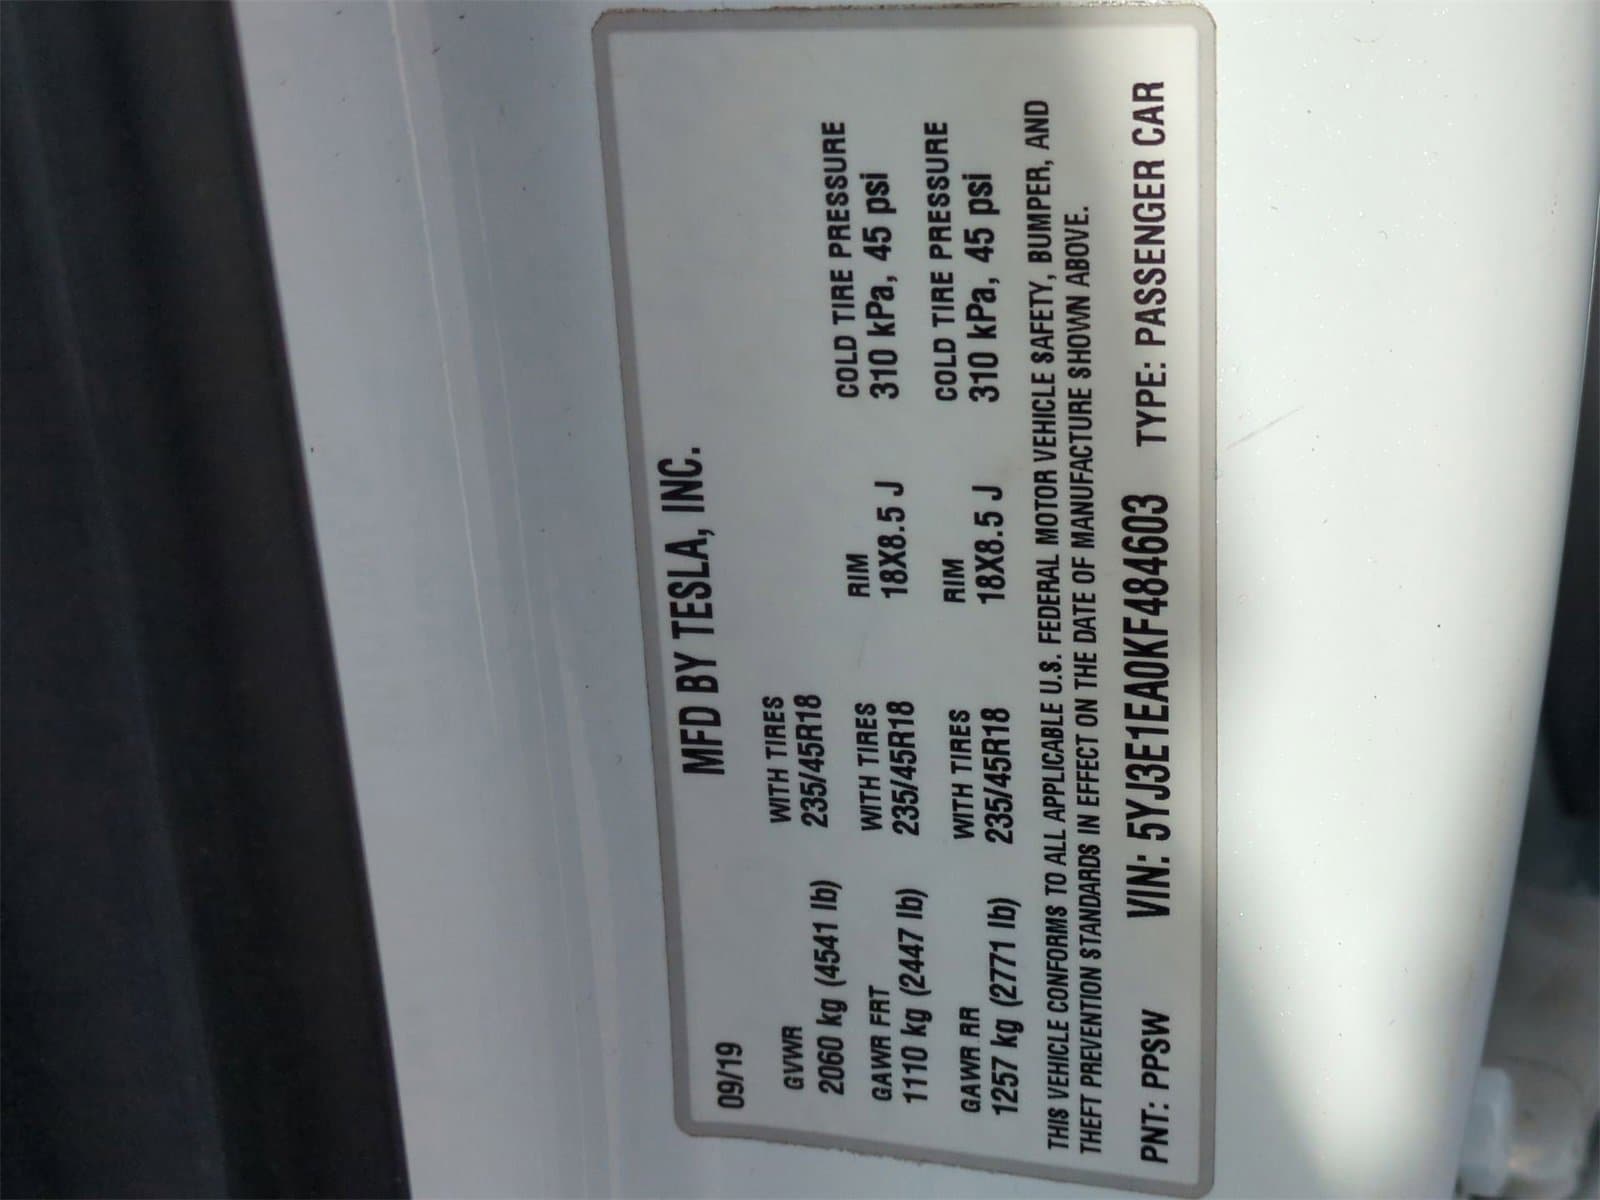 MFD BY TESLA, INC.
09/19
GVWR WITH TIRES
2060 kg (4541 lb) 235/45R18
GAWR FRT WITH TIRES RIM COLD TIRE PRESSURE
1110 kg (2447 lb) 235/45R18 18X8.5 J 310 kPa, 45 psi
GAWR RR WITH TIRES RIM COLD TIRE PRESSURE
1257 kg (2771 lb) 235/45R18 18X8.5 J 310 kPa, 45 psi
THIS VEHICLE CONFORMS TO ALL APPLICABLE U.S. FEDERAL MOTOR VEHICLE SAFETY, BUMPER, AND
THEFT PREVENTION STANDARDS IN EFFECT ON THE DATE OF MANUFACTURE SHOWN ABOVE.
PNT: PPSW VIN: 5YJ3E1EA0KF484603 TYPE: PASSENGER CAR